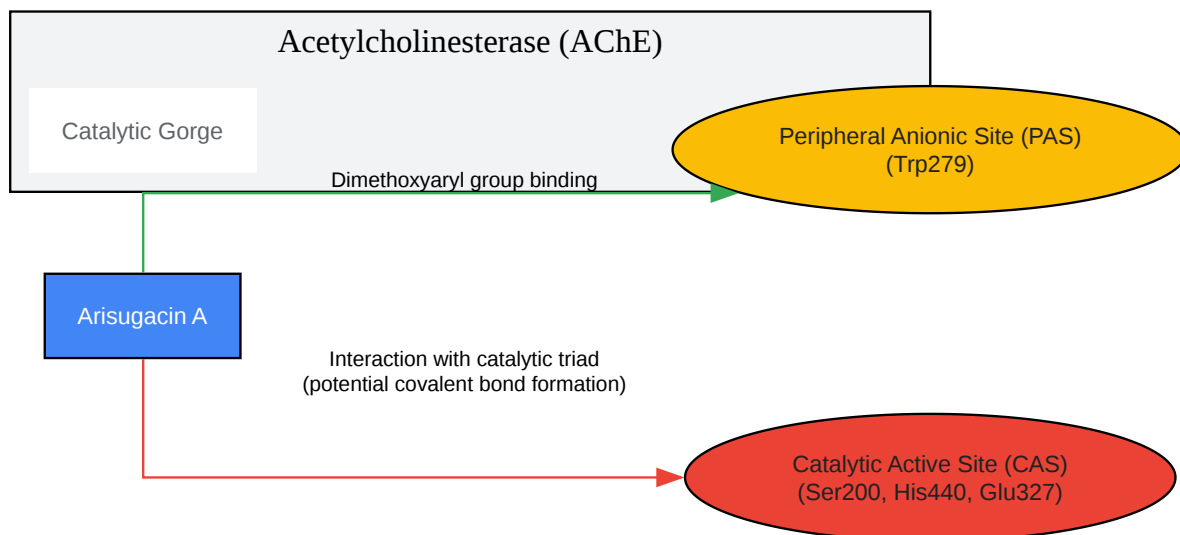 Acetylcholinesterase (AChE)
Catalytic Gorge
Peripheral Anionic Site (PAS)
(Trp279)
Dimethoxyaryl group binding
Arisugacin A
Interaction with catalytic triad
(potential covalent bond formation)
Catalytic Active Site (CAS)
(Ser200, His440, Glu327)